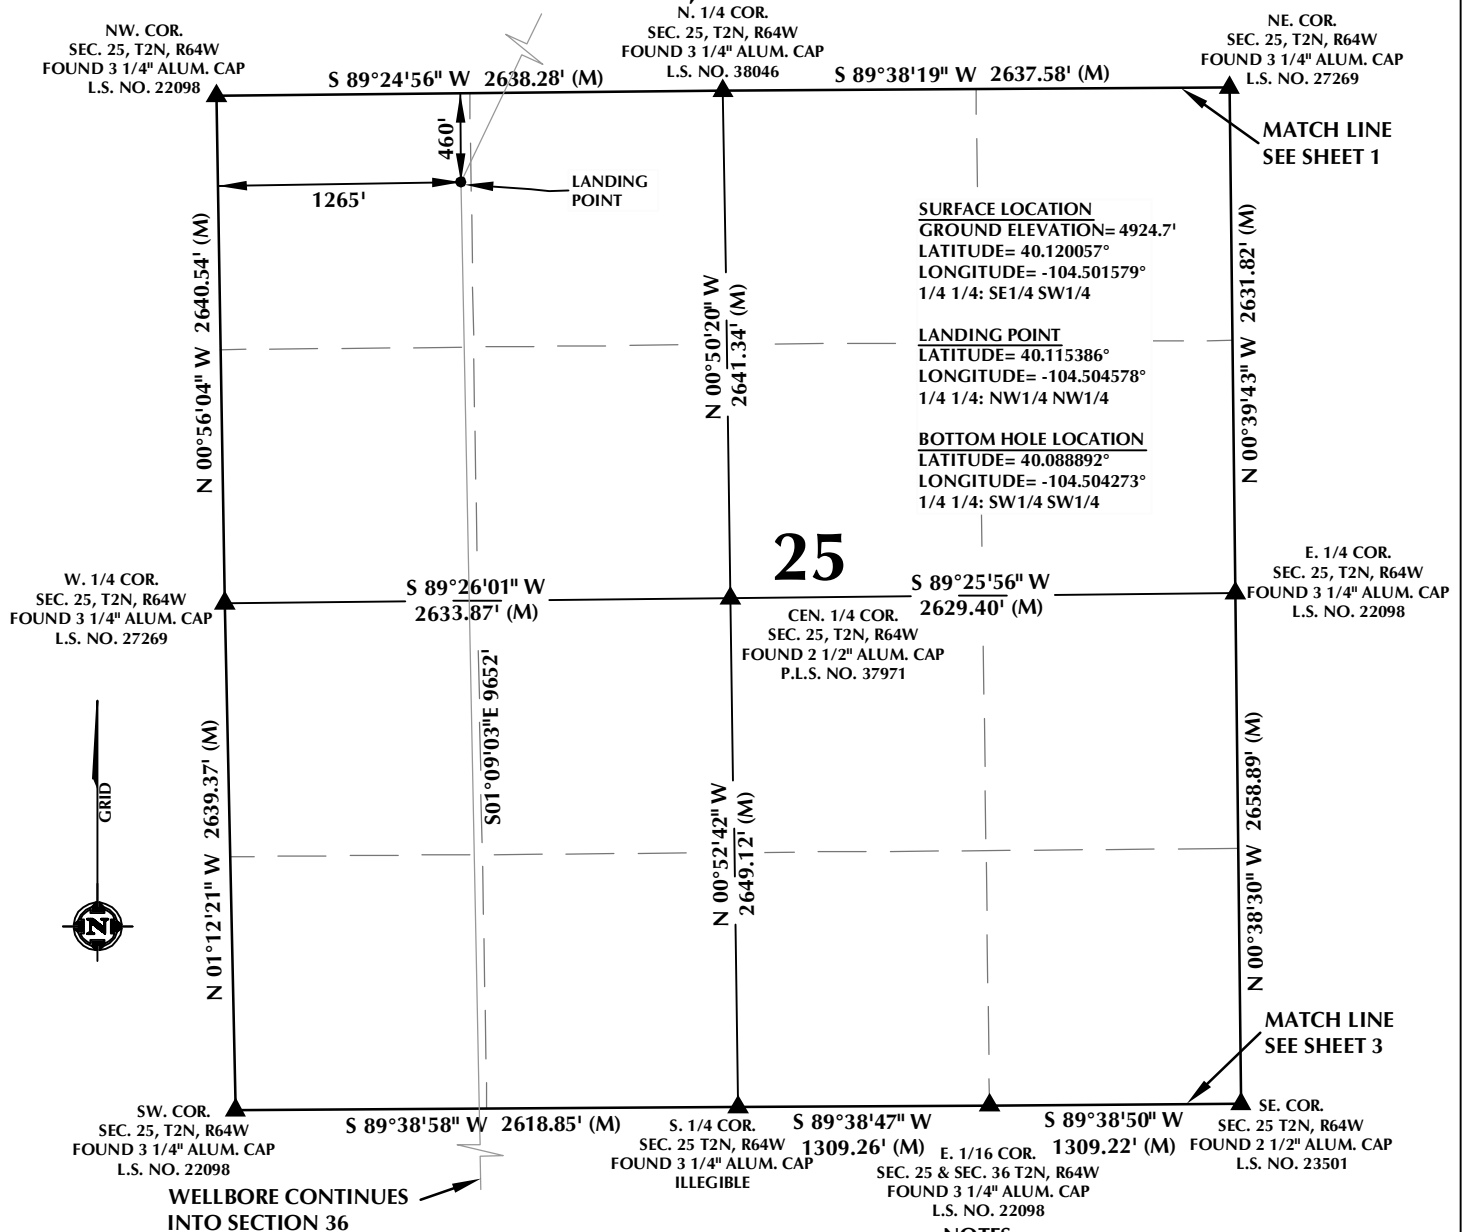 NW. COR.
SEC. 25, T2N, R64W
FOUND 3 1/4" ALUM. CAP
L.S. NO. 22098
N. 1/4 COR.
SEC. 25, T2N, R64W
FOUND 3 1/4" ALUM. CAP
L.S. NO. 38046
NE. COR.
SEC. 25, T2N, R64W
FOUND 3 1/4" ALUM. CAP
L.S. NO. 27269
S 89°24'56" W 2638.28' (M)
S 89°38'19" W 2637.58' (M)
MATCH LINE
SEE SHEET 1
460'
1265'
LANDING
POINT
SURFACE LOCATION
GROUND ELEVATION= 4924.7'
LATITUDE= 40.120057°
LONGITUDE= -104.501579°
1/4 1/4: SE1/4 SW1/4
LANDING POINT
LATITUDE= 40.115386°
LONGITUDE= -104.504578°
1/4 1/4: NW1/4 NW1/4
BOTTOM HOLE LOCATION
LATITUDE= 40.088892°
LONGITUDE= -104.504273°
1/4 1/4: SW1/4 SW1/4
N 00°56'04" W 2640.54' (M)
N 00°50'20" W
2641.34' (M)
N 00°39'43" W 2631.82' (M)
25
W. 1/4 COR.
SEC. 25, T2N, R64W
FOUND 3 1/4" ALUM. CAP
L.S. NO. 27269
S 89°26'01" W
2633.87' (M)
S 89°25'56" W
2629.40' (M)
CEN. 1/4 COR.
SEC. 25, T2N, R64W
FOUND 2 1/2" ALUM. CAP
P.L.S. NO. 37971
E. 1/4 COR.
SEC. 25, T2N, R64W
FOUND 3 1/4" ALUM. CAP
L.S. NO. 22098
S01°09'03"E 9652'
GRID
N
N 01°12'21" W 2639.37' (M)
N 00°52'42" W
2649.12' (M)
N 00°38'30" W 2658.89' (M)
MATCH LINE
SEE SHEET 3
SW. COR.
SEC. 25, T2N, R64W
FOUND 3 1/4" ALUM. CAP
L.S. NO. 22098
S 89°38'58" W 2618.85' (M)
S. 1/4 COR.
SEC. 25 T2N, R64W
FOUND 3 1/4" ALUM. CAP
ILLEGIBLE
S 89°38'47" W
1309.26' (M)
E. 1/16 COR.
SEC. 25 & SEC. 36 T2N, R64W
FOUND 3 1/4" ALUM. CAP
L.S. NO. 22098
S 89°38'50" W
1309.22' (M)
SE. COR.
SEC. 25 T2N, R64W
FOUND 2 1/2" ALUM. CAP
L.S. NO. 23501
WELLBORE CONTINUES
INTO SECTION 36